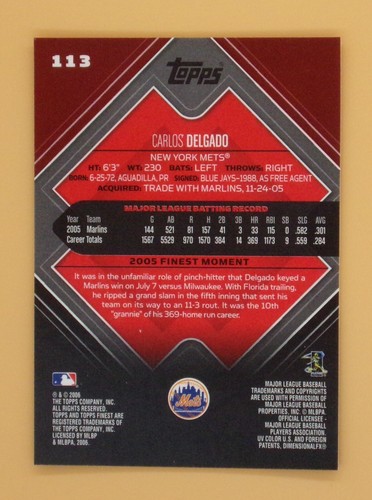 113
Topps
CARLOS DELGADO
NEW YORK METS®
HT: 6'3" WT: 230 BATS: LEFT THROWS: RIGHT
BORN: 6-25-72, AGUADILLA, PR SIGNED: BLUE JAYS-1988, AS FREE AGENT
ACQUIRED: TRADE WITH MARLINS, 11-24-05
MAJOR LEAGUE BATTING RECORD
Year Team G AB R H 2B 3B HR RBI SB SLG AVG
2005 Marlins 144 521 81 157 41 3 33 115 0 .582 .301
Career Totals 1567 5529 970 1570 384 14 369 1173 9 .559 .284
2005 FINEST MOMENT
It was in the unfamiliar role of pinch-hitter that Delgado keyed a
Marlins win on July 7 versus Milwaukee. With Florida trailing,
he ripped a grand slam in the fifth inning that sent his
team on its way to an 11-3 rout. It was the 10th
"grannie" of his 369-home run career.
® & © 2006
THE TOPPS COMPANY, INC.
ALL RIGHTS RESERVED.
TOPPS AND TOPPS FINEST ARE
REGISTERED TRADEMARKS OF
THE TOPPS COMPANY, INC.
LICENSED BY MLBP
& MLBPA, 2006.
Mets
MAJOR LEAGUE BASEBALL
TRADEMARKS AND COPYRIGHTS
ARE USED WITH PERMISSION OF
MAJOR LEAGUE BASEBALL
PROPERTIES, INC. © MLBPA.
OFFICIAL LICENSEE -
MAJOR LEAGUE BASEBALL
PLAYERS ASSOCIATION.
UV COLOR U.S. AND FOREIGN
PATENTS, DIMENSIONALFX®